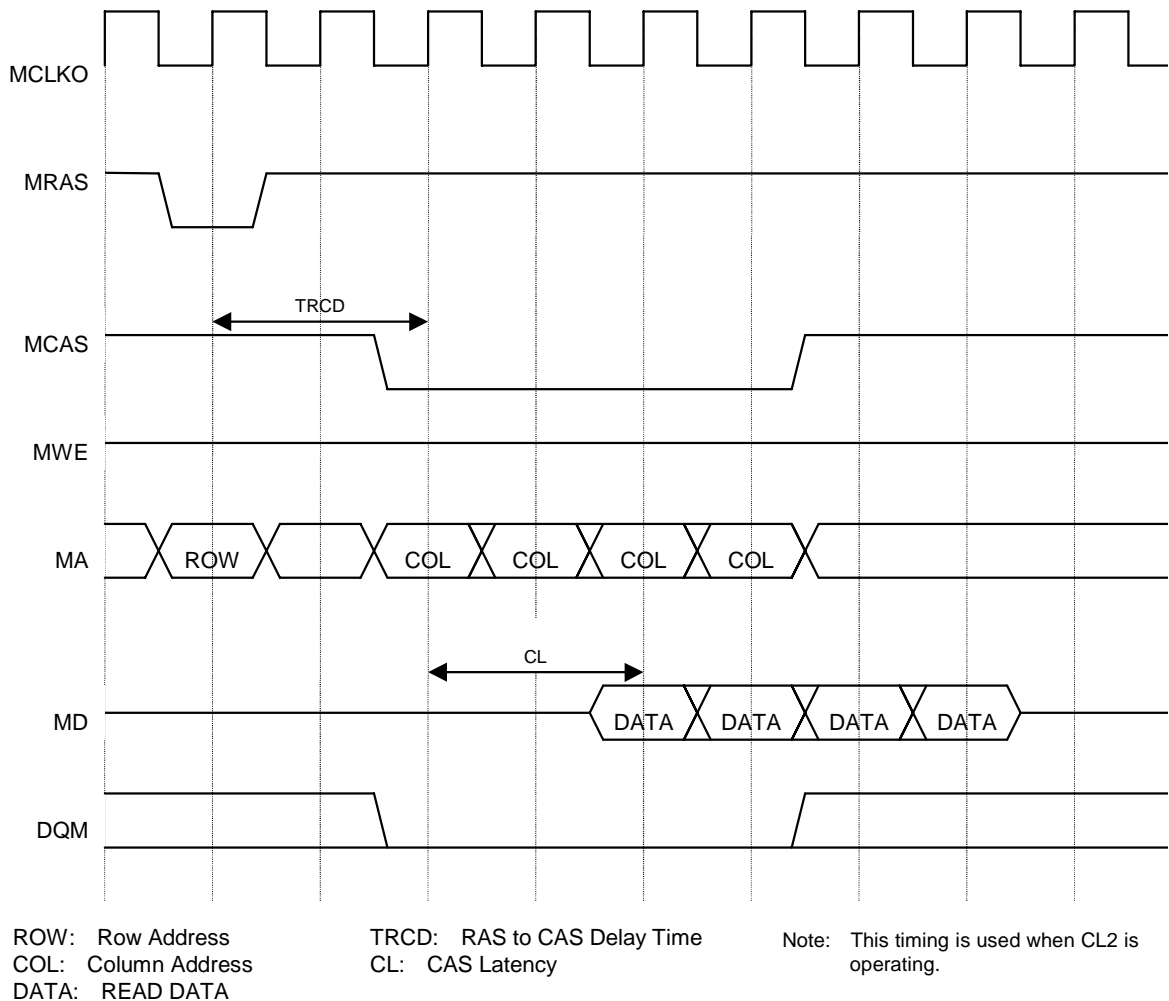 MCLKO
MRAS
TRCD
MCAS
MWE
MA
ROW COL COL COL COL
CL
MD
DATA DATA DATA DATA
DQM
ROW: Row Address
COL: Column Address
DATA: READ DATA
TRCD: RAS to CAS Delay Time
CL: CAS Latency
Note: This timing is used when CL2 is
operating.